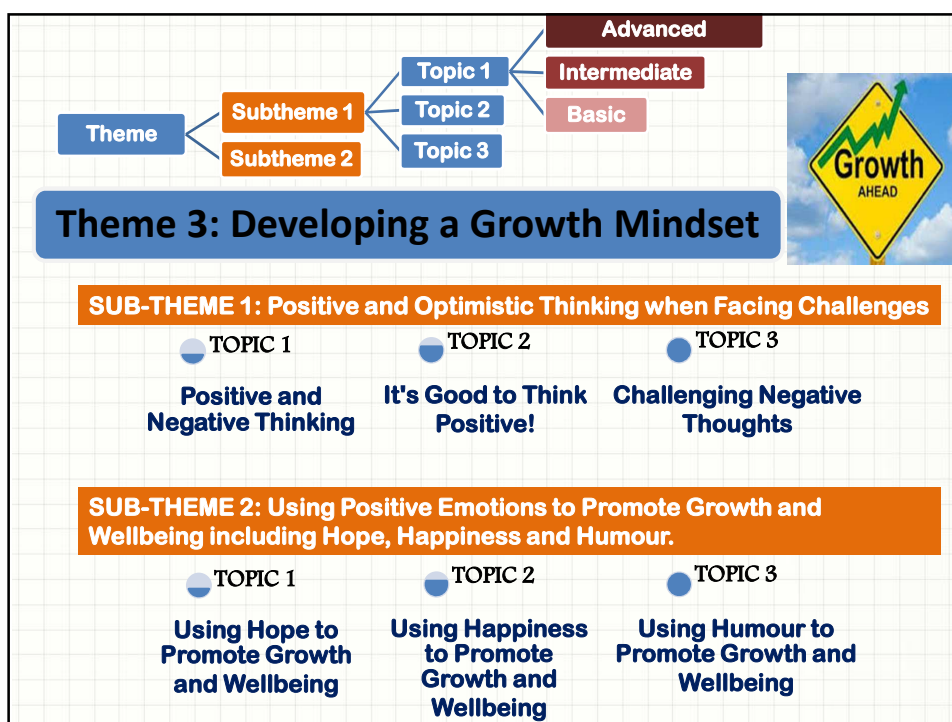 Advanced
Topic 1
Intermediate
Subtheme 1
Topic 2
Basic
Theme
Subtheme 2
Topic 3
Growth
AHEAD
Theme 3: Developing a Growth Mindset
SUB-THEME 1: Positive and Optimistic Thinking when Facing Challenges
TOPIC 1
Positive and
Negative Thinking
TOPIC 2
It's Good to Think
Positive!
TOPIC 3
Challenging Negative
Thoughts
SUB-THEME 2: Using Positive Emotions to Promote Growth and
Wellbeing including Hope, Happiness and Humour.
TOPIC 1
Using Hope to
Promote Growth
and Wellbeing
TOPIC 2
Using Happiness
to Promote
Growth and
Wellbeing
TOPIC 3
Using Humour to
Promote Growth and
Wellbeing